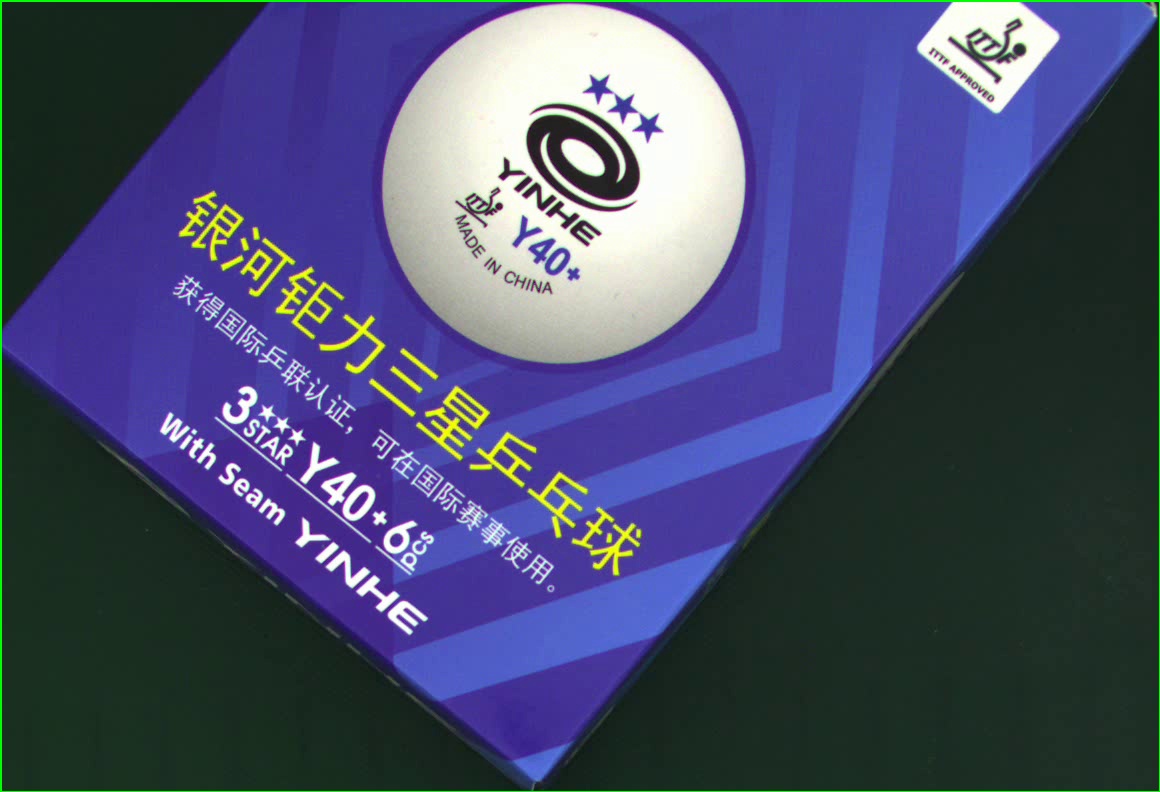 ITTF
ITTF APPROVED
YINHE
ITTF
Y40+
MADE IN CHINA
银河钜力三星乒乓球
获得国际乒联认证，可在国际赛事使用。
3 STAR Y40+ 6 pcs
With Seam YINHE